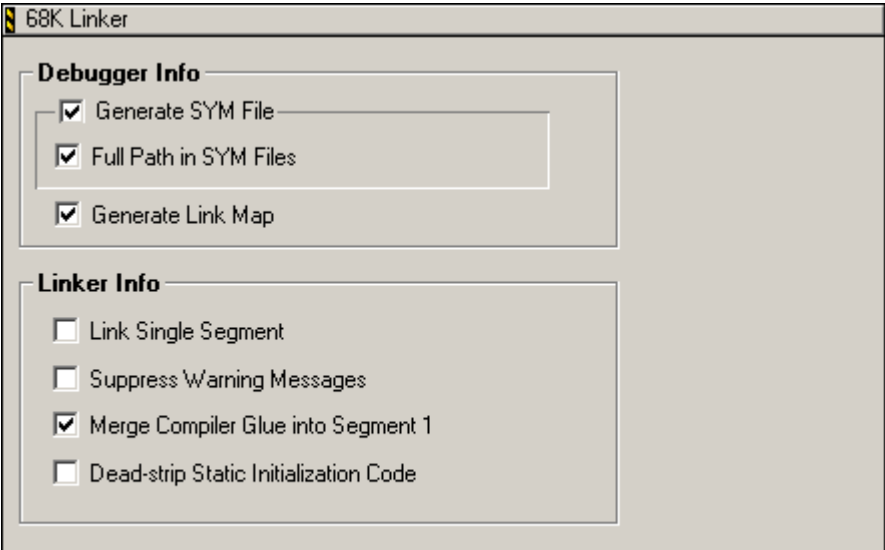 68K Linker
Debugger Info
Generate SYM File
Full Path in SYM Files
Generate Link Map
Linker Info
Link Single Segment
Suppress Warning Messages
Merge Compiler Glue into Segment 1
Dead-strip Static Initialization Code